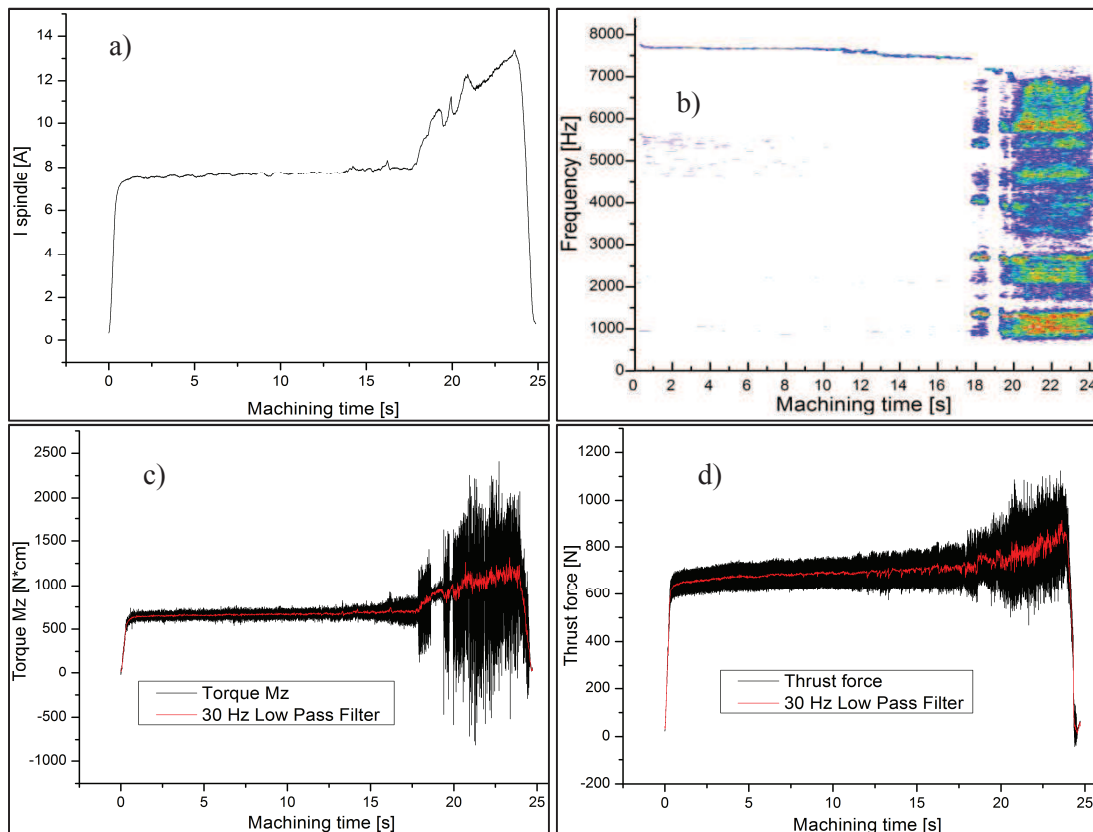 a)
I spindle [A]
14
12
10
8
6
4
2
0
0 5 10 15 20 25
Machining time [s]
b)
Frequency [Hz]
8000
7000
6000
5000
4000
3000
2000
1000
0
0 2 4 6 8 10 12 14 16 18 20 22 24
Machining time [s]
c)
Torque Mz [N*cm]
2500
2000
1500
1000
500
0
-500
-1000
Torque Mz
30 Hz Low Pass Filter
0 5 10 15 20 25
Machining time [s]
d)
Thrust force [N]
1200
1000
800
600
400
200
0
-200
Thrust force
30 Hz Low Pass Filter
0 5 10 15 20 25
Machining time [s]